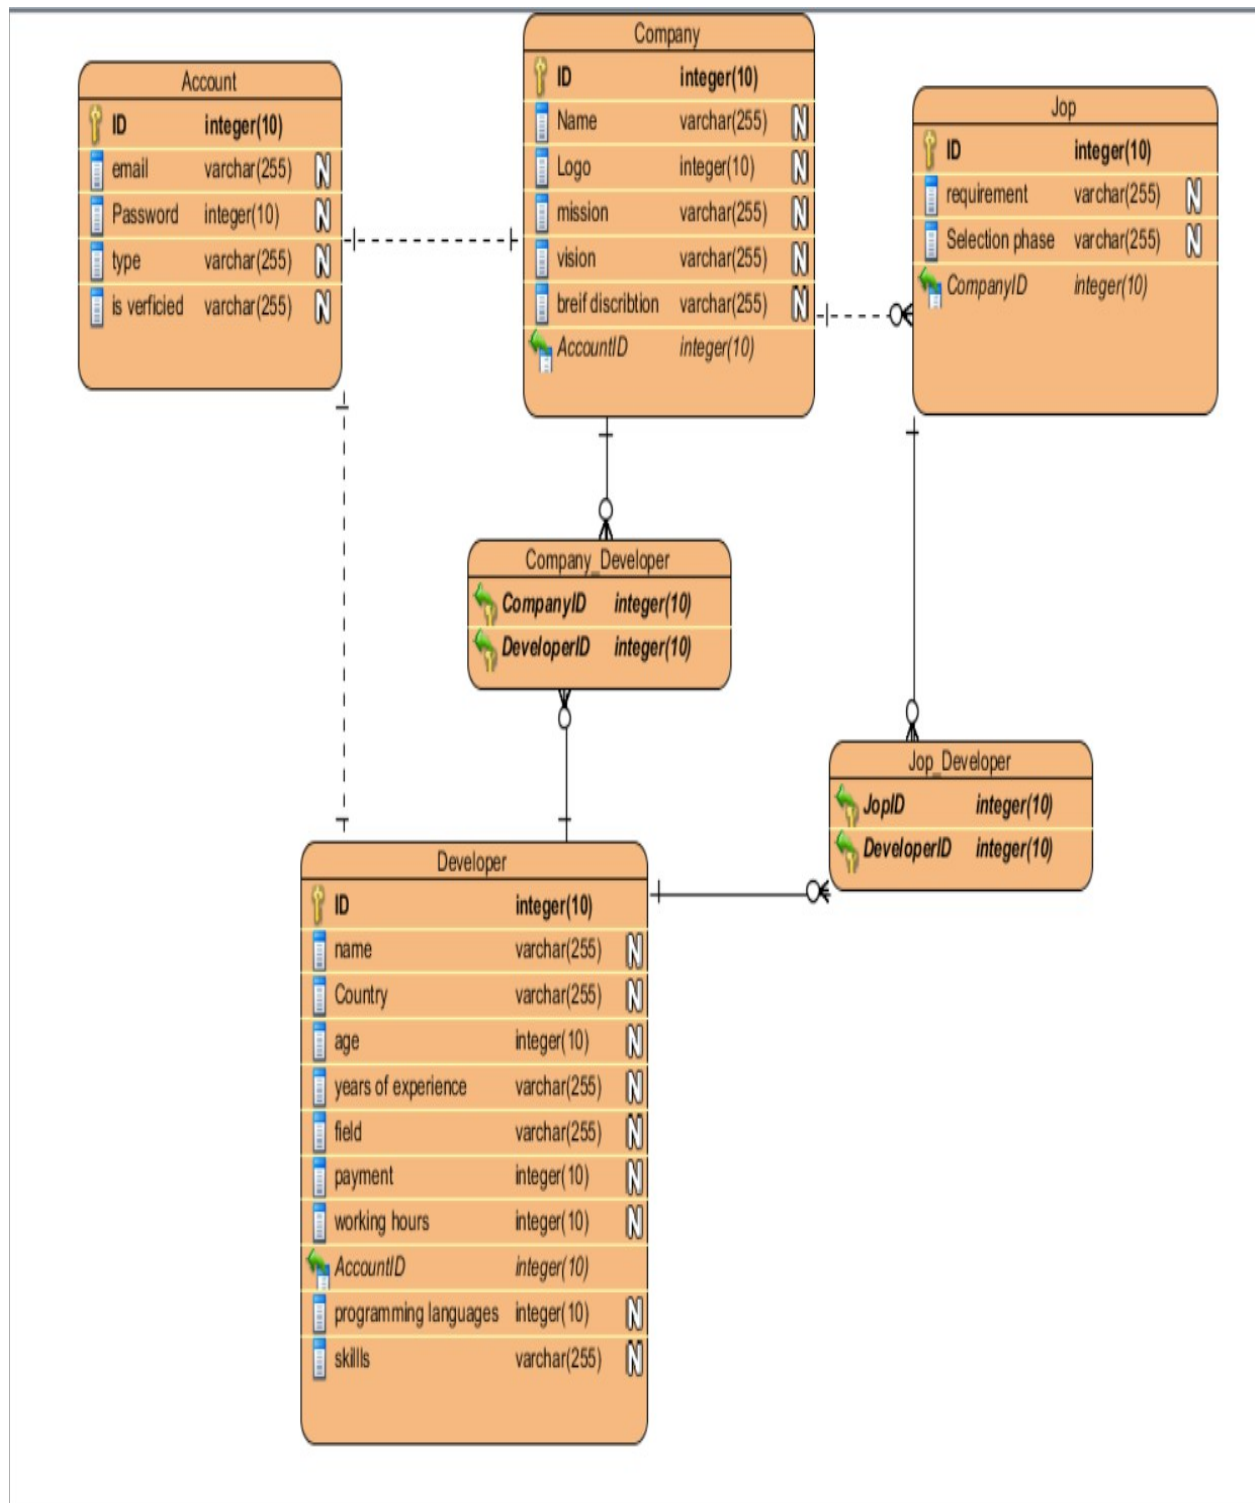 Account
ID integer(10)
email varchar(255) N
Password integer(10) N
type varchar(255) N
is verficied varchar(255) N
Company
ID integer(10)
Name varchar(255) N
Logo integer(10) N
mission varchar(255) N
vision varchar(255) N
breif discribtion varchar(255) N
AccountID integer(10)
Jop
ID integer(10)
requirement varchar(255) N
Selection phase varchar(255) N
CompanyID integer(10)
Company_Developer
CompanyID integer(10)
DeveloperID integer(10)
Jop_Developer
JopID integer(10)
DeveloperID integer(10)
Developer
ID integer(10)
name varchar(255) N
Country varchar(255) N
age integer(10) N
years of experience varchar(255) N
field varchar(255) N
payment integer(10) N
working hours integer(10) N
AccountID integer(10)
programming languages integer(10) N
skillls varchar(255) N